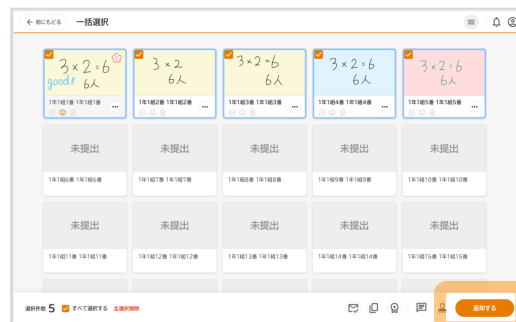 ← 前にもどる 一括選択
3×2=6
good!! 6人
3×2
6人
3×2=6
6人
3×2=6
6人
3×2=6
6人
1年1組1番 1年1組1番
1年1組2番 1年1組2番
1年1組3番 1年1組3番
1年1組4番 1年1組4番
1年1組5番 1年1組5番
未提出 未提出 未提出 未提出 未提出
1年1組6番 1年1組6番
1年1組7番 1年1組7番
1年1組8番 1年1組8番
1年1組9番 1年1組9番
1年1組10番 1年1組10番
未提出 未提出 未提出 未提出 未提出
1年1組11番 1年1組11番
1年1組12番 1年1組12番
1年1組13番 1年1組13番
1年1組14番 1年1組14番
1年1組15番 1年1組15番
選択件数 5 すべて選択する 全選択解除 返却する